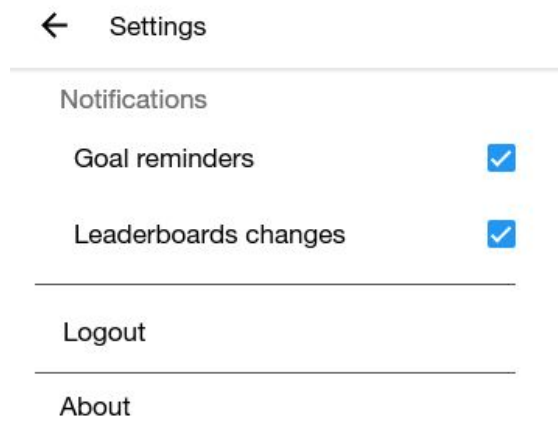 Settings
Notifications
Goal reminders
Leaderboards changes
Logout
About